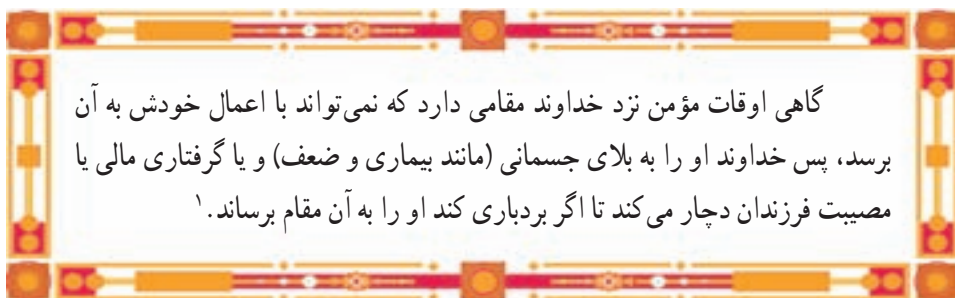 گاهی اوقات مؤمن نزد خداوند مقامی دارد که نمی‌تواند با اعمال خودش به آن
برسد، پس خداوند او را به بلای جسمانی (مانند بیماری و ضعف) و یا گرفتاری مالی یا
مصیبت فرزندان دچار می‌کند تا اگر بردباری کند او را به آن مقام برساند.۱